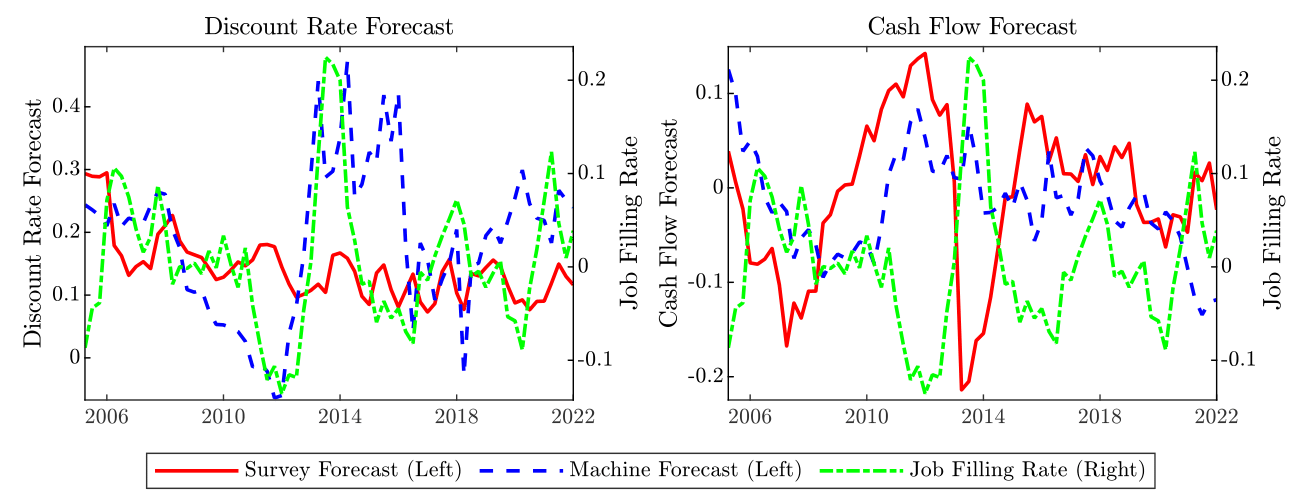 Discount Rate Forecast
Discount Rate Forecast
0.4
0.3
0.2
0.1
0
0.2
0.1
0
-0.1
Job Filling Rate
2006 2010 2014 2018 2022
Cash Flow Forecast
Cash Flow Forecast
0.1
0
-0.1
-0.2
0.2
0.1
0
-0.1
Job Filling Rate
2006 2010 2014 2018 2022
Survey Forecast (Left) Machine Forecast (Left) Job Filling Rate (Right)